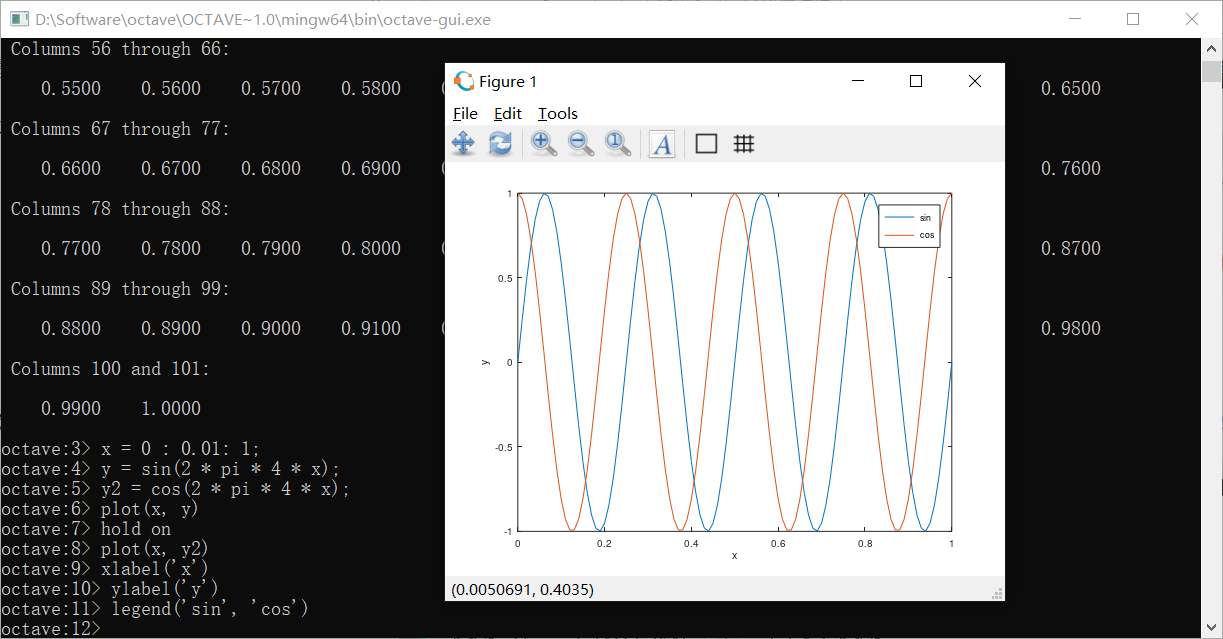 D:\Software\octave\OCTAVE~1.0\mingw64\bin\octave-gui.exe
Columns 56 through 66:
0.5500 0.5600 0.5700 0.5800 0.6500
Columns 67 through 77:
0.6600 0.6700 0.6800 0.6900 0.7600
Columns 78 through 88:
0.7700 0.7800 0.7900 0.8000 0.8700
Columns 89 through 99:
0.8800 0.8900 0.9000 0.9100 0.9800
Columns 100 and 101:
0.9900 1.0000
octave:3> x = 0 : 0.01: 1;
octave:4> y = sin(2 * pi * 4 * x);
octave:5> y2 = cos(2 * pi * 4 * x);
octave:6> plot(x, y)
octave:7> hold on
octave:8> plot(x, y2)
octave:9> xlabel('x')
octave:10> ylabel('y')
octave:11> legend('sin', 'cos')
octave:12>
Figure 1
File Edit Tools
A
1
sin
cos
0.5
y
0
-0.5
-1
0 0.2 0.4 0.6 0.8 1
x
(0.0050691, 0.4035)